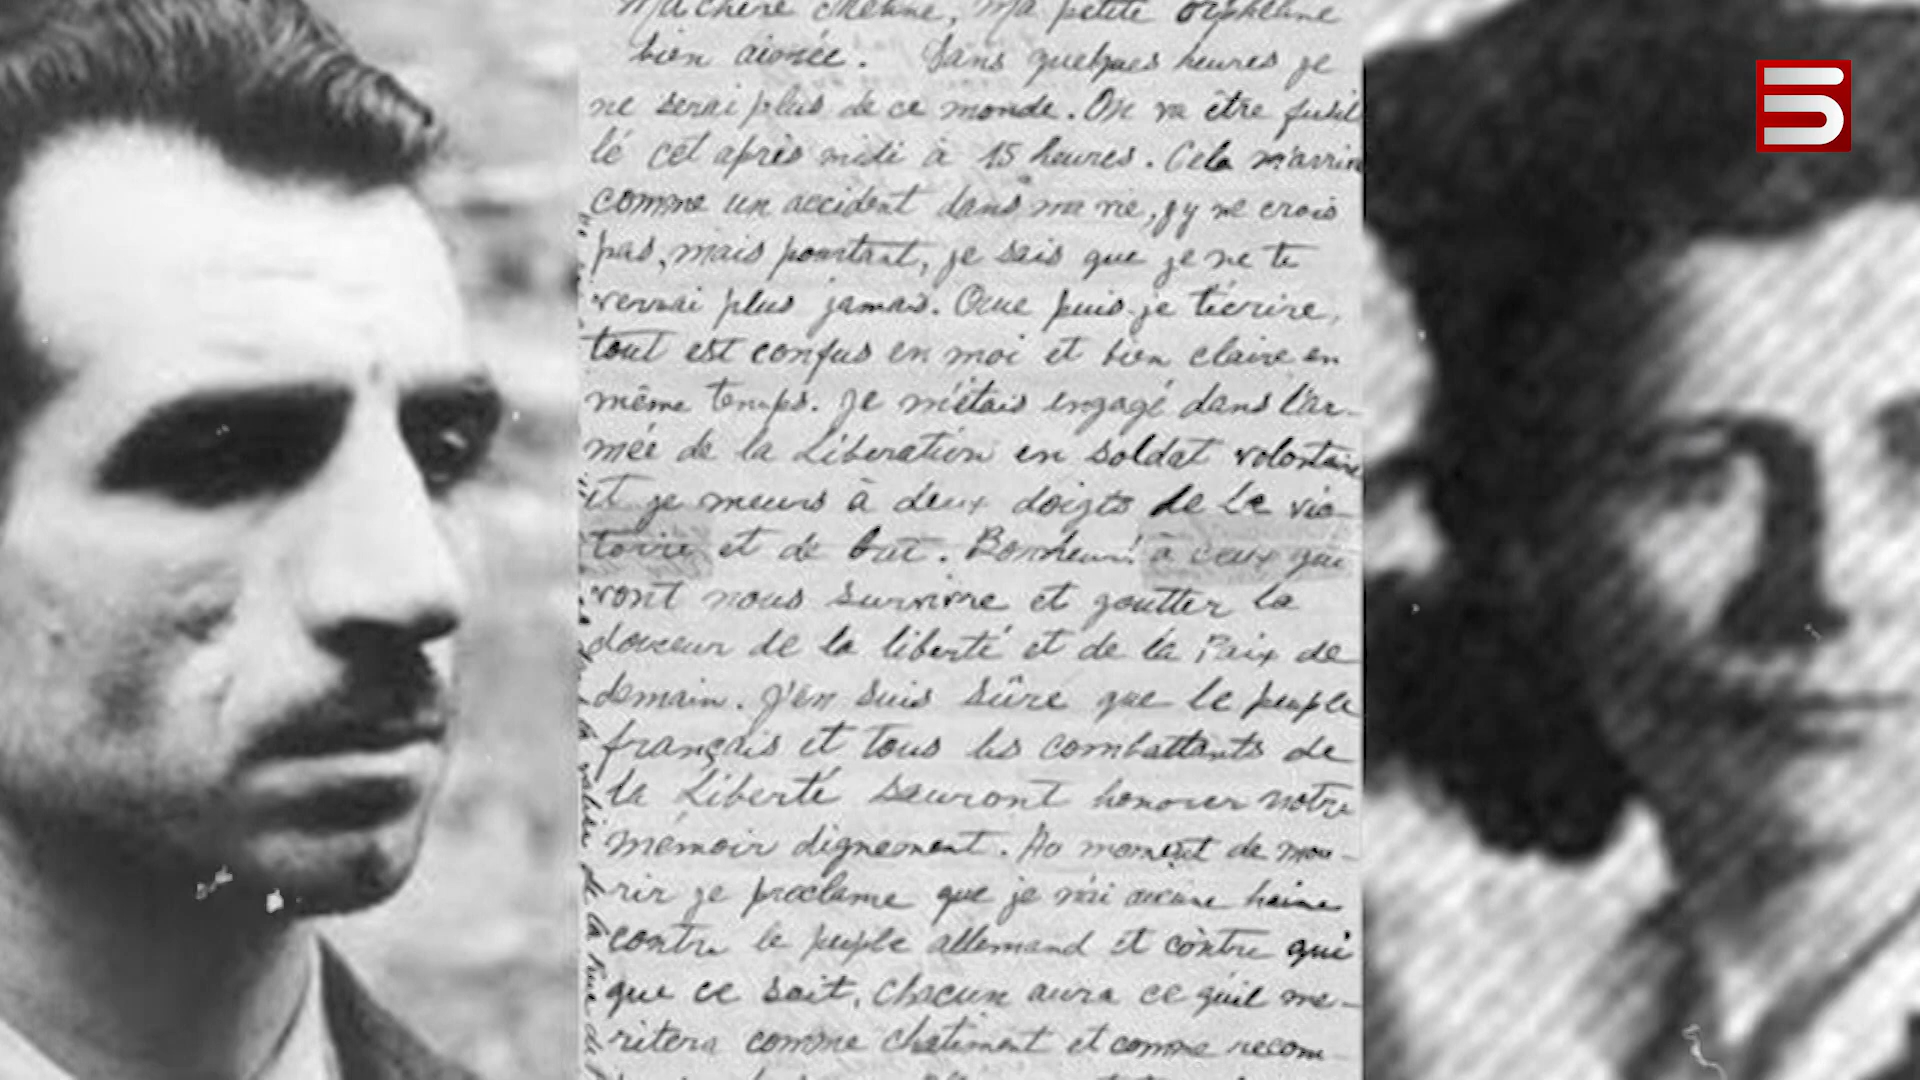 Ma chère Méline, ma petite orpheline
bien aimée. Dans quelques heures je
ne serai plus de ce monde. On va être fusil
lé cet après midi à 15 heures. Cela m'arrive
comme un accident dans ma vie, j'y ne crois
pas, mais pourtant, je sais que je ne te
verrai plus jamais. Que puis-je t'écrire,
tout est confus en moi et bien claire en
même temps. Je m'étais engagé dans l'ar-
mée de la Libération en soldat volontaire
et je meurs à deux doigts de la vic-
toire et de but. Bonheur! à ceux qui
vont nous survivre et goutter la
douceur de la liberté et de la Paix de
demain. J'en suis sûre que le peuple
français et tous les combattants de
la Liberté sauront honorer notre
mémoir dignement. Au moment de mou-
rir je proclame que je n'ai aucune haine
contre le peuple allemand et contre qui
que ce soit, chacun aura ce qu'il me-
ritera comme chatiment et comme recom-
5